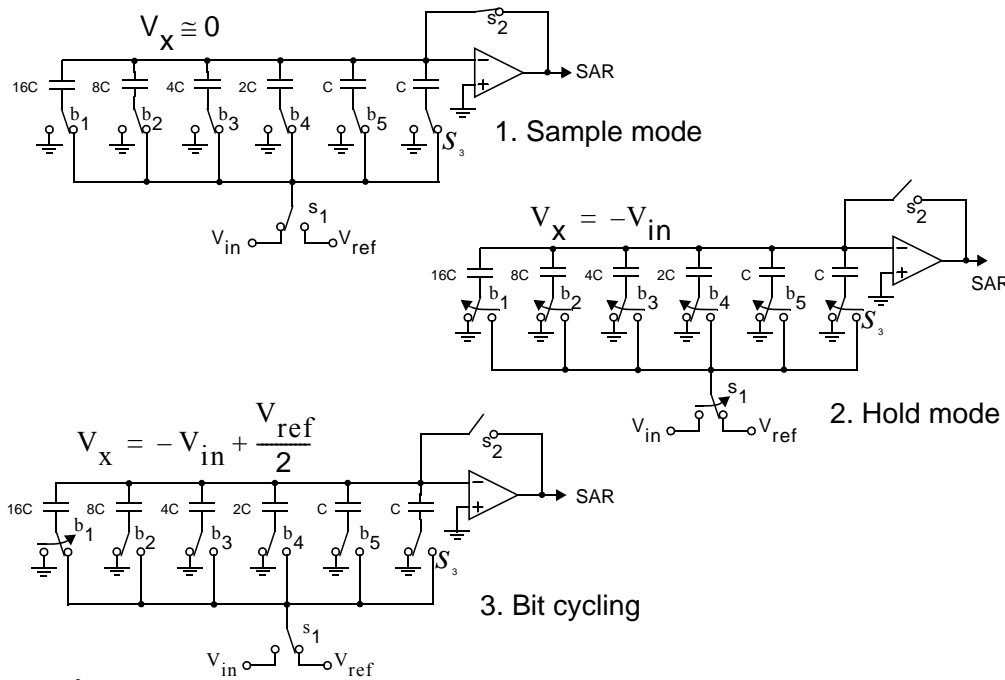 V_x ≅ 0
s_2
SAR
16C 8C 4C 2C C C
b_1 b_2 b_3 b_4 b_5 S_3
1. Sample mode
s_1
V_in V_ref
V_x = −V_in
s_2
SAR
16C 8C 4C 2C C C
b_1 b_2 b_3 b_4 b_5 S_3
s_1
V_in V_ref
2. Hold mode
V_x = − V_in + V_ref/2
s_2
SAR
16C 8C 4C 2C C C
b_1 b_2 b_3 b_4 b_5 S_3
3. Bit cycling
s_1
V_in V_ref